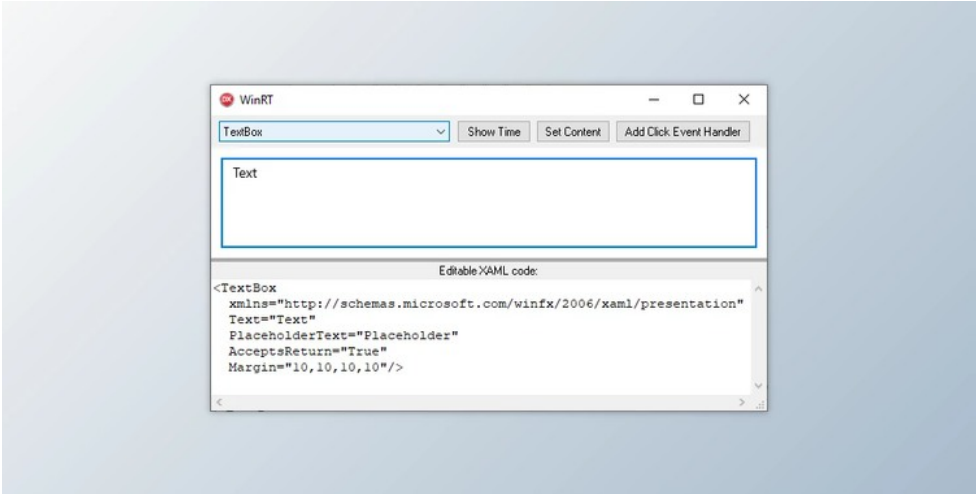 DX WinRT
TextBox Show Time Set Content Add Click Event Handler
Text
Editable XAML code:
<TextBox
xmlns="http://schemas.microsoft.com/winfx/2006/xaml/presentation"
Text="Text"
PlaceholderText="Placeholder"
AcceptsReturn="True"
Margin="10,10,10,10"/>